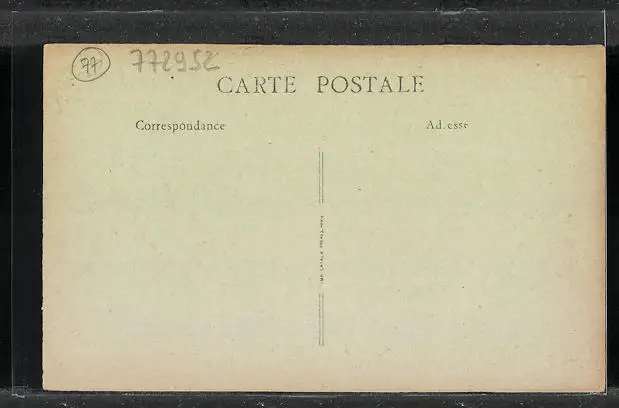 77 772952
CARTE POSTALE
Correspondance Ad.esse